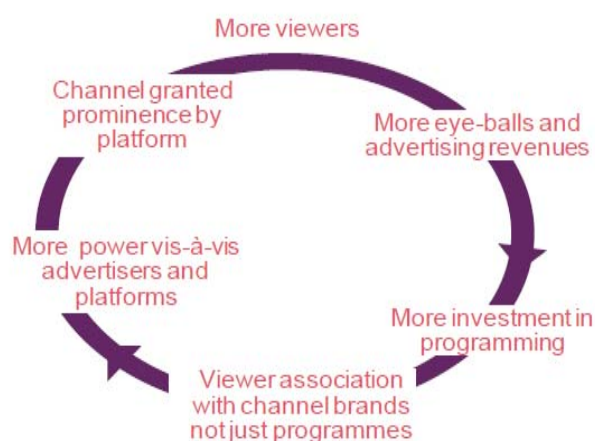 More viewers
Channel granted
prominence by
platform
More eye-balls and
advertising revenues
More power vis-à-vis
advertisers and
platforms
More investment in
programming
Viewer association
with channel brands
not just programmes